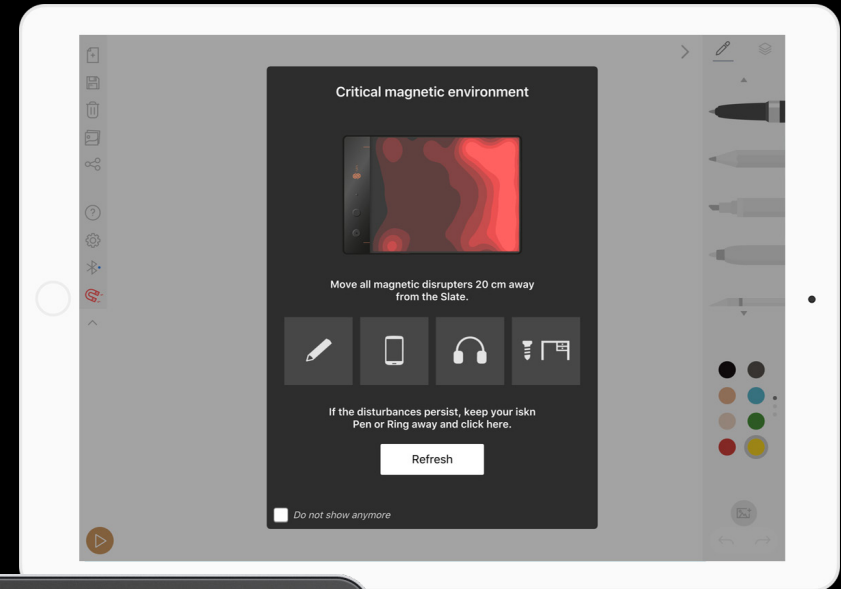 Critical magnetic environment
Move all magnetic disrupters 20 cm away
from the Slate.
If the disturbances persist, keep your iskn
Pen or Ring away and click here.
Refresh
Do not show anymore